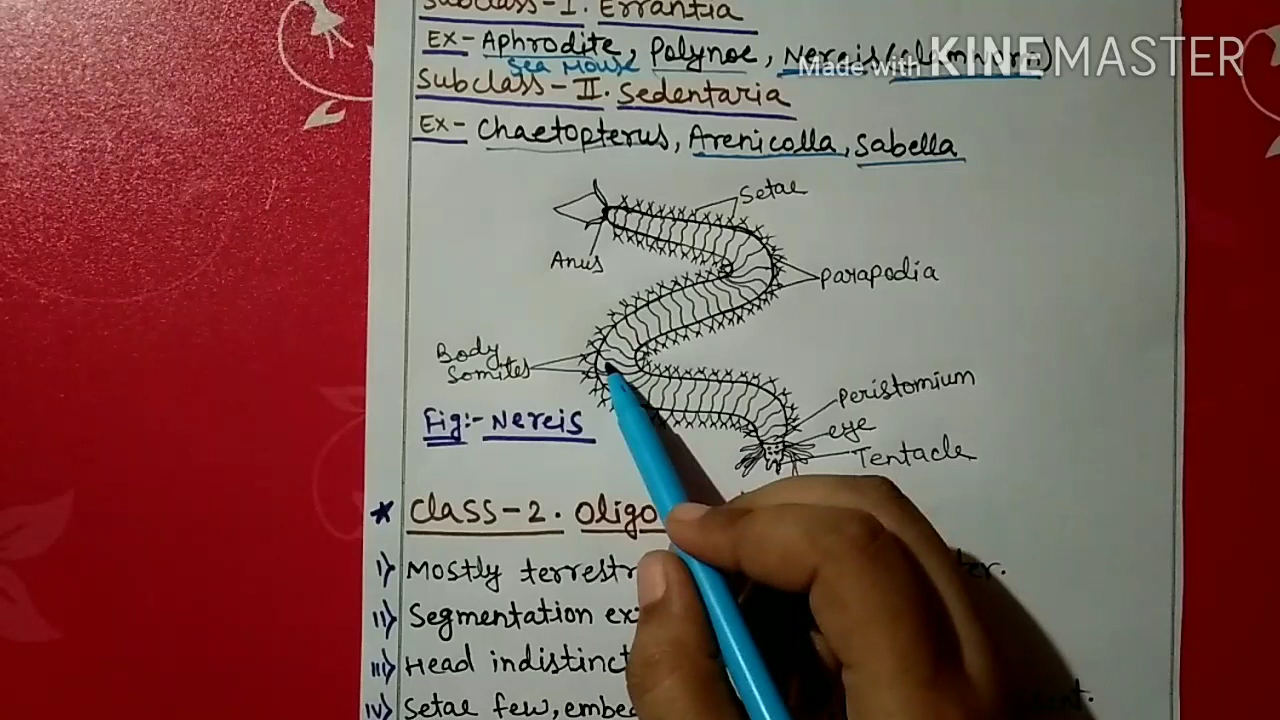 Subclass-I. Errantia
Ex- Aphrodite, Polynoe, Nereis
Sea Mouse
Made with KINEMASTER
Subclass-II. Sedentaria
Ex- Chaetopterus, Arenicolla, Sabella
Setae
Anus
Parapodia
Body
Somites
Peristomium
eye
Tentacle
Fig:- Nereis
* Class-2. Oligo
i) Mostly terrestr
ii) Segmentation ex
iii) Head indistinct
iv) Setae few, embe